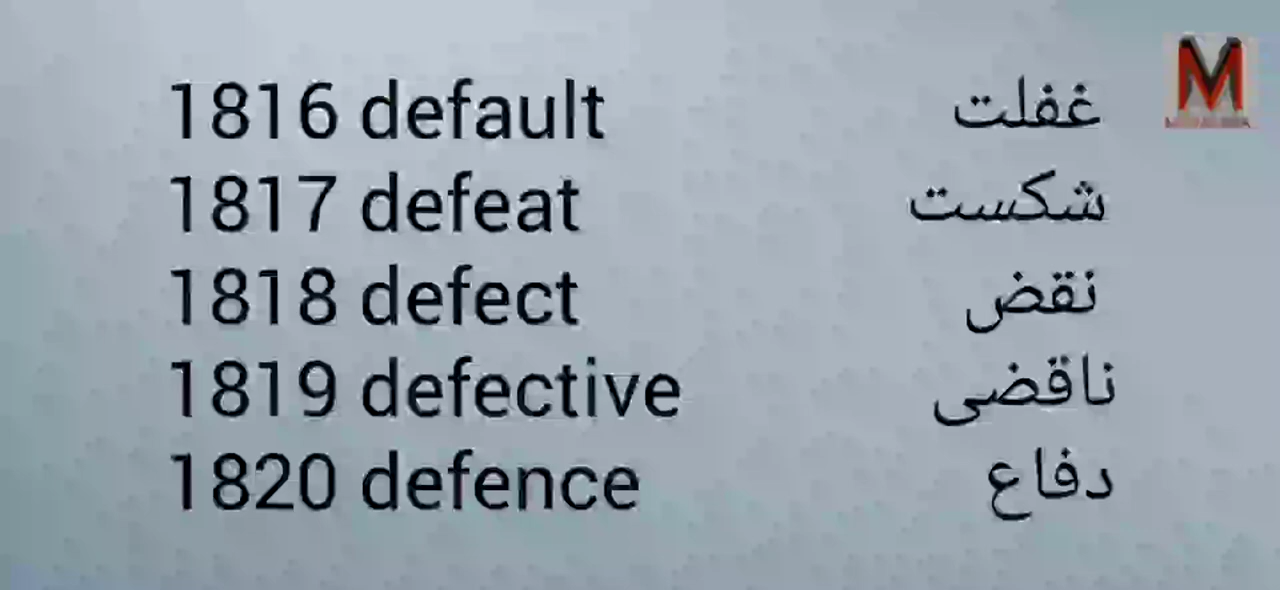 1816 default غفلت
1817 defeat شکست
1818 defect نقض
1819 defective ناقضی
1820 defence دفاع
M